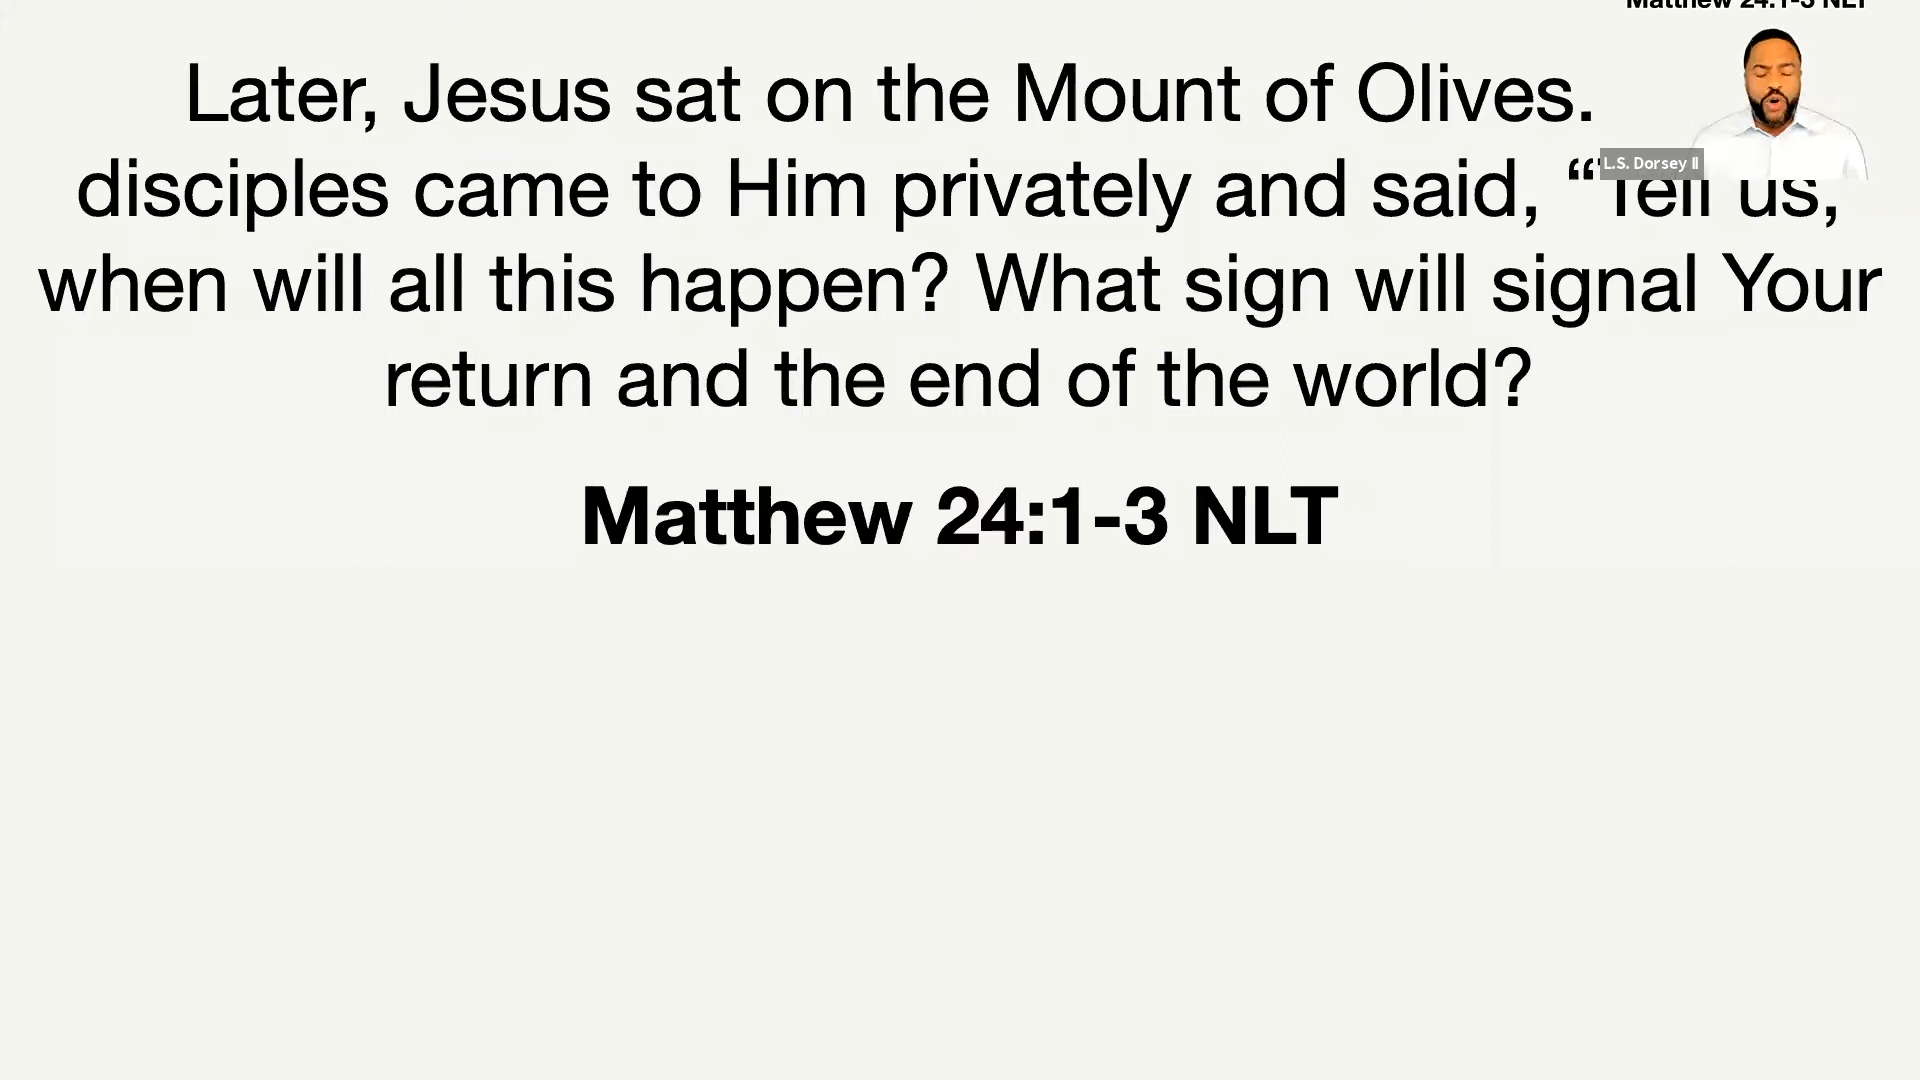 Matthew 24:1-3 NLT
Later, Jesus sat on the Mount of Olives.
L.S. Dorsey II
disciples came to Him privately and said, “Tell us,
when will all this happen? What sign will signal Your
return and the end of the world?
Matthew 24:1-3 NLT